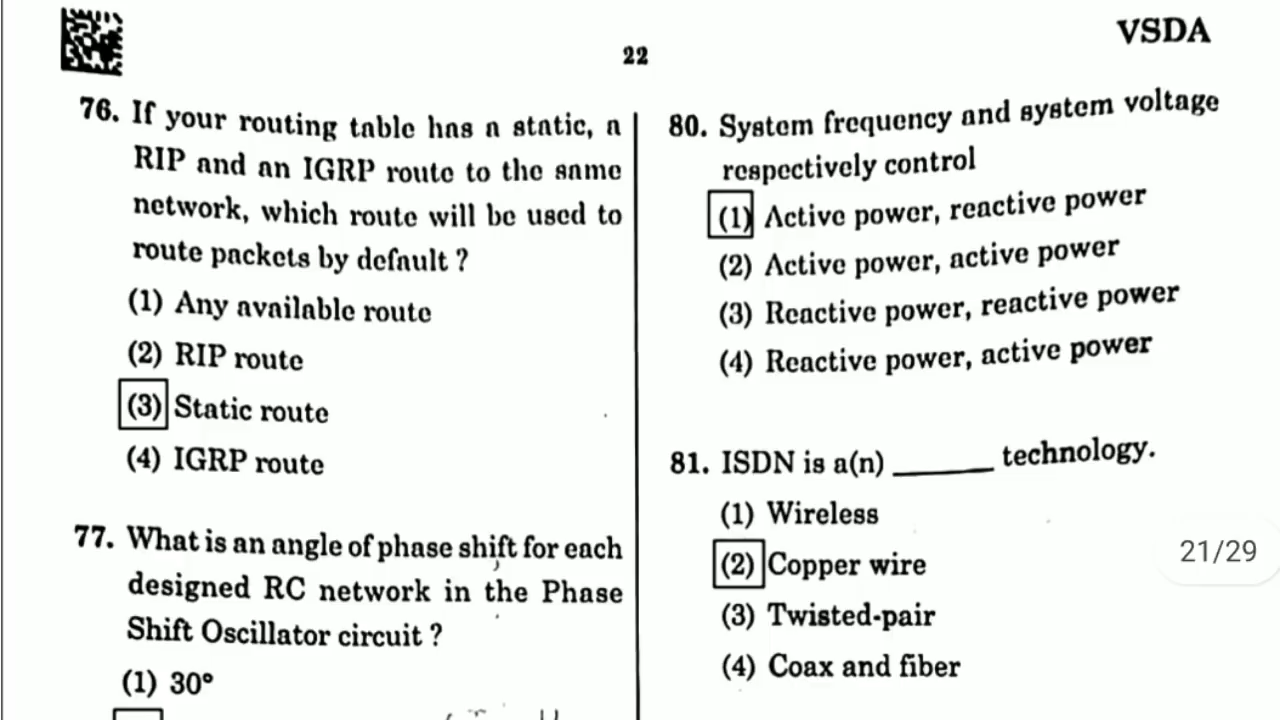 VSDA
22
76. If your routing table has a static, a
RIP and an IGRP route to the same
network, which route will be used to
route packets by default ?
(1) Any available route
(2) RIP route
(3) Static route
(4) IGRP route
77. What is an angle of phase shift for each
designed RC network in the Phase
Shift Oscillator circuit ?
(1) 30°
80. System frequency and system voltage
respectively control
(1) Active power, reactive power
(2) Active power, active power
(3) Reactive power, reactive power
(4) Reactive power, active power
81. ISDN is a(n) ______ technology.
(1) Wireless
(2) Copper wire
(3) Twisted-pair
(4) Coax and fiber
21/29